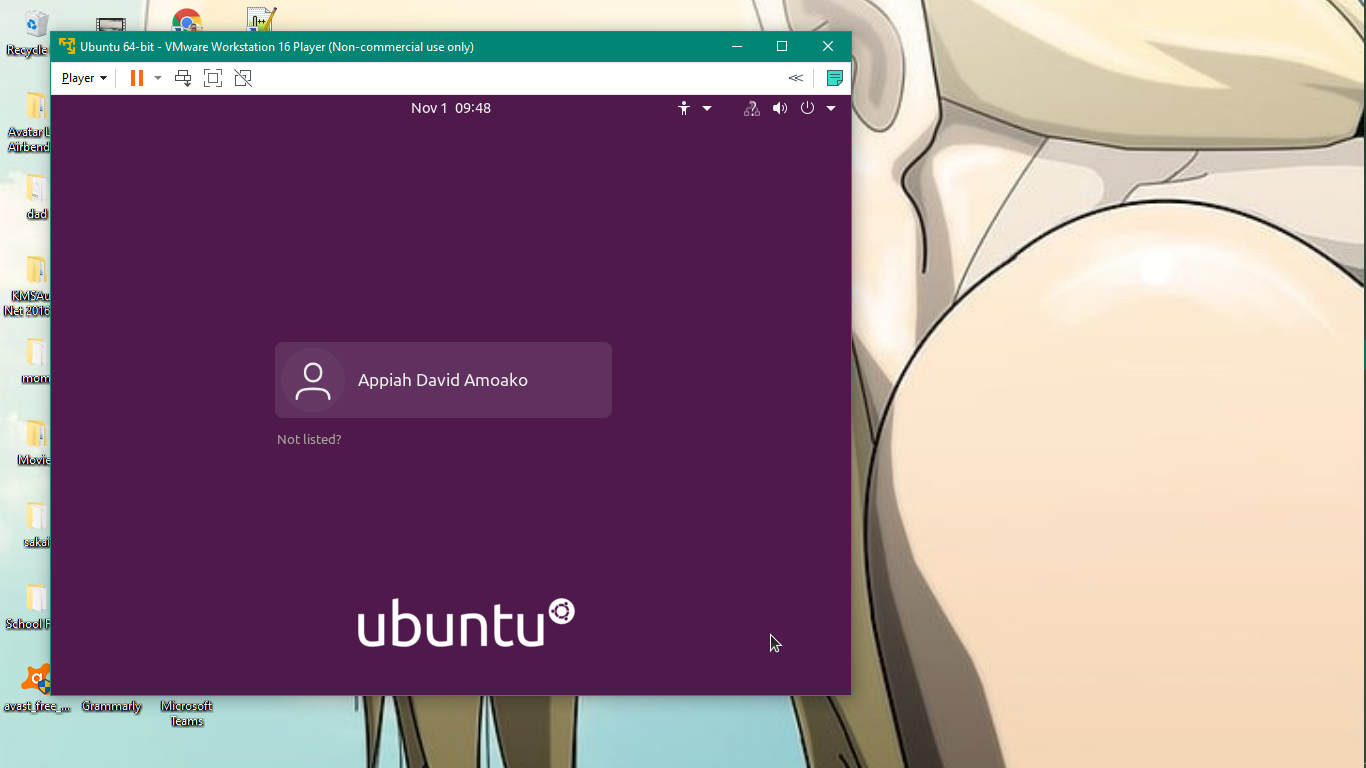 Recycle
Ubuntu 64-bit - VMware Workstation 16 Player (Non-commercial use only)
Player
Nov 1 09:48
Avatar L
Airbend
dad
KMSAu
Net 2016
mom
Appiah David Amoako
Not listed?
Movie
sakai
School F
ubuntu
avast_free_...
Grammarly
Microsoft
Teams